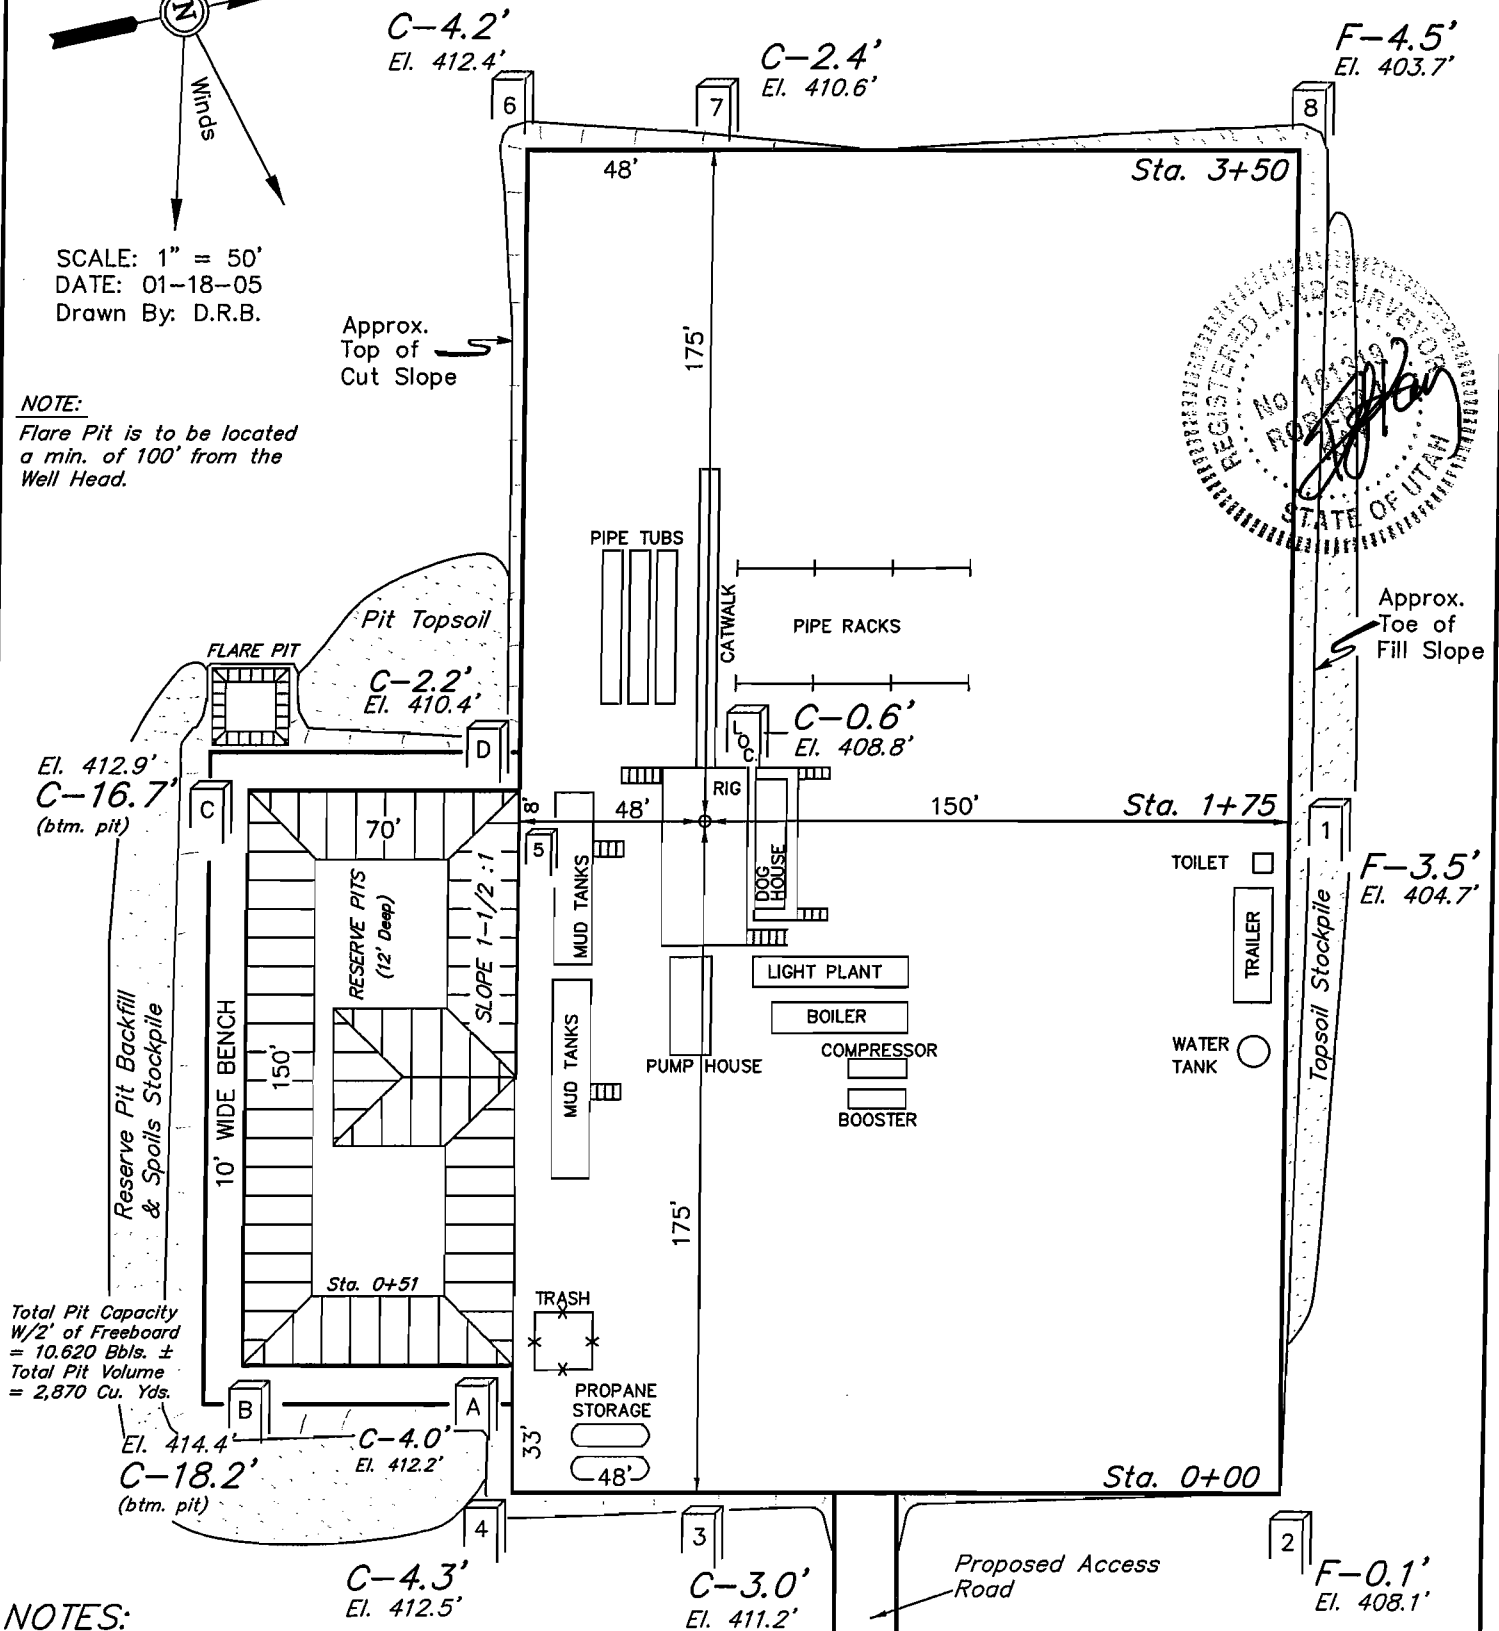 N
Winds
C-4.2'
El. 412.4'
C-2.4'
El. 410.6'
F-4.5'
El. 403.7'
6
7
8
48'
Sta. 3+50
SCALE: 1" = 50'
DATE: 01-18-05
Drawn By: D.R.B.
Approx.
Top of
Cut Slope
175'
REGISTERED LAND SURVEYOR
No.
STATE OF UTAH
NOTE:
Flare Pit is to be located
a min. of 100' from the
Well Head.
PIPE TUBS
CATWALK
PIPE RACKS
Approx.
Toe of
Fill Slope
Pit Topsoil
FLARE PIT
C-2.2'
El. 410.4'
D
LOC.
C-0.6'
El. 408.8'
El. 412.9'
C-16.7'
(btm. pit)
C
70'
8'
48'
RIG
150'
Sta. 1+75
1
5
F-3.5'
El. 404.7'
TOILET
DOG
HOUSE
MUD TANKS
RESERVE PITS
(12' Deep)
SLOPE 1-1/2 :1
TRAILER
LIGHT PLANT
BOILER
COMPRESSOR
BOOSTER
PUMP HOUSE
MUD TANKS
WATER
TANK
Topsoil Stockpile
Reserve Pit Backfill
& Spoils Stockpile
10' WIDE BENCH
150'
175'
Sta. 0+51
TRASH
Total Pit Capacity
W/2' of Freeboard
= 10.620 Bbls. ±
Total Pit Volume
= 2,870 Cu. Yds.
PROPANE
STORAGE
B
A
33'
48'
El. 414.4'
C-18.2'
(btm. pit)
C-4.0'
El. 412.2'
Sta. 0+00
4
3
2
C-4.3'
El. 412.5'
C-3.0'
El. 411.2'
Proposed Access
Road
F-0.1'
El. 408.1'
NOTES: